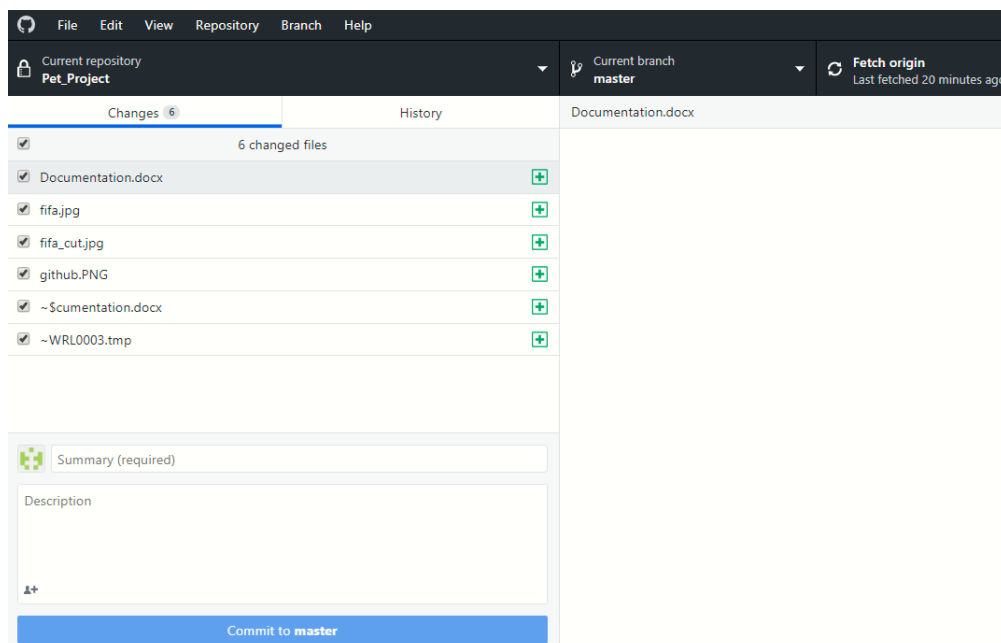 File Edit View Repository Branch Help
Current repository
Pet_Project
Current branch
master
Fetch origin
Last fetched 20 minutes ago
Changes 6
History
Documentation.docx
6 changed files
Documentation.docx
fifa.jpg
fifa_cut.jpg
github.PNG
~$cumentation.docx
~WRL0003.tmp
Summary (required)
Description
Commit to master